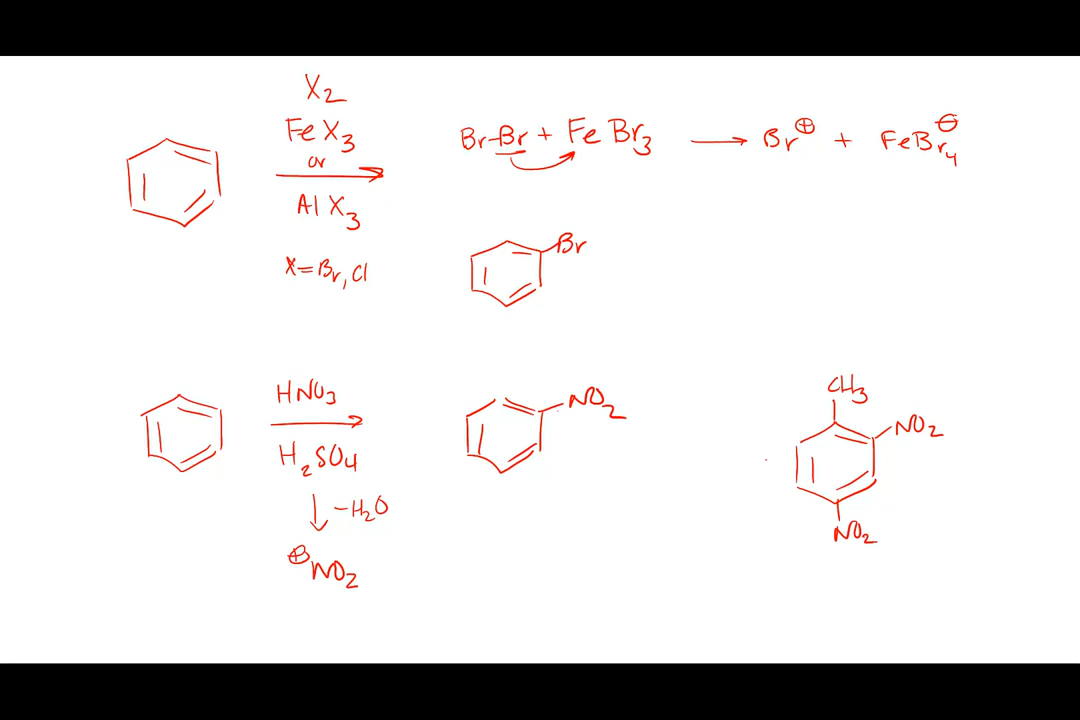 X₂
FeX₃
or
AlX₃
X=Br, Cl
Br-Br + FeBr₃ ⟶ Br⊕ + FeBr₄⊖
Br
HNO₃
H₂SO₄
↓ -H₂O
⊕NO₂
NO₂
CH₃
NO₂
NO₂